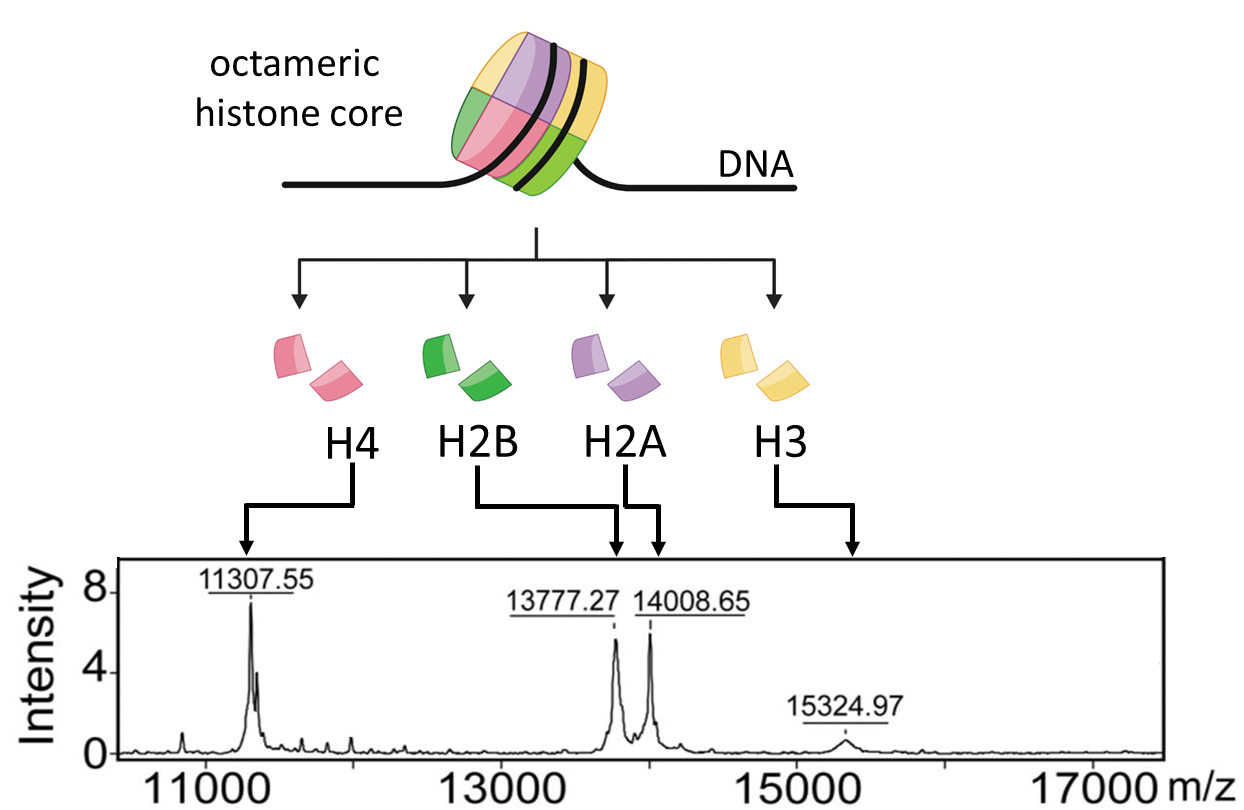 octameric
histone core
DNA
H4 H2B H2A H3
11307.55
13777.27 14008.65
15324.97
Intensity
8
4
0
11000 13000 15000 17000 m/z